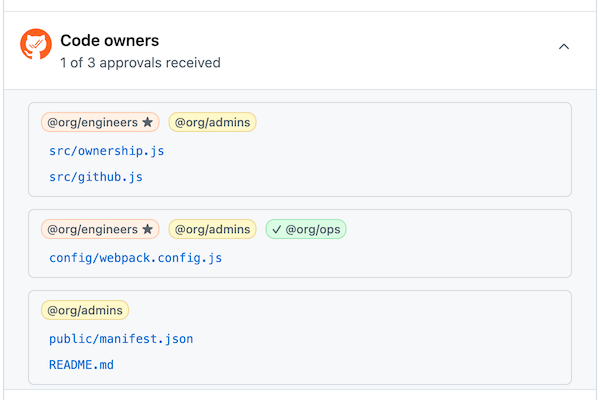 Code owners
1 of 3 approvals received
@org/engineers ★ @org/admins
src/ownership.js
src/github.js
@org/engineers ★ @org/admins ✓ @org/ops
config/webpack.config.js
@org/admins
public/manifest.json
README.md